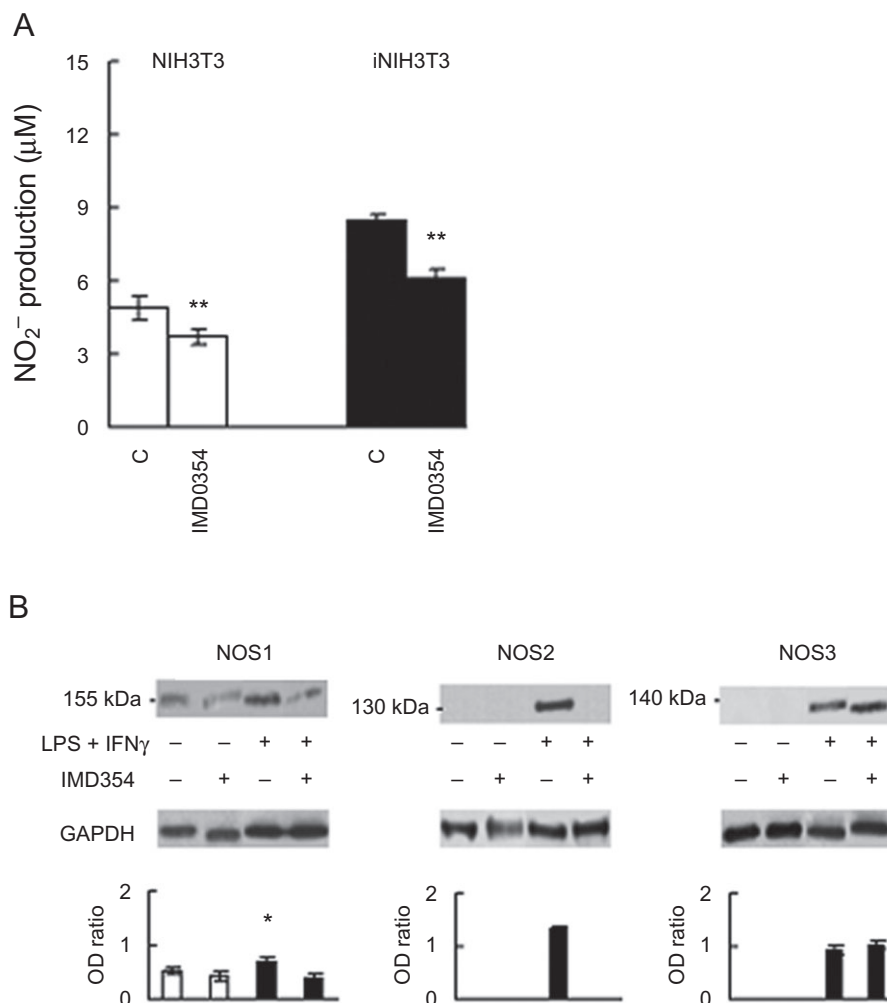 A
NIH3T3 iNIH3T3
NO₂⁻ production (μM)
15
12
9
6
3
0
** **
C IMD0354 C IMD0354
B
NOS1 NOS2 NOS3
155 kDa 130 kDa 140 kDa
LPS + IFNγ – – + + – – + + – – + +
IMD354 – + – + – + – + – + – +
GAPDH
OD ratio 2 1 0 * OD ratio 2 1 0 OD ratio 2 1 0